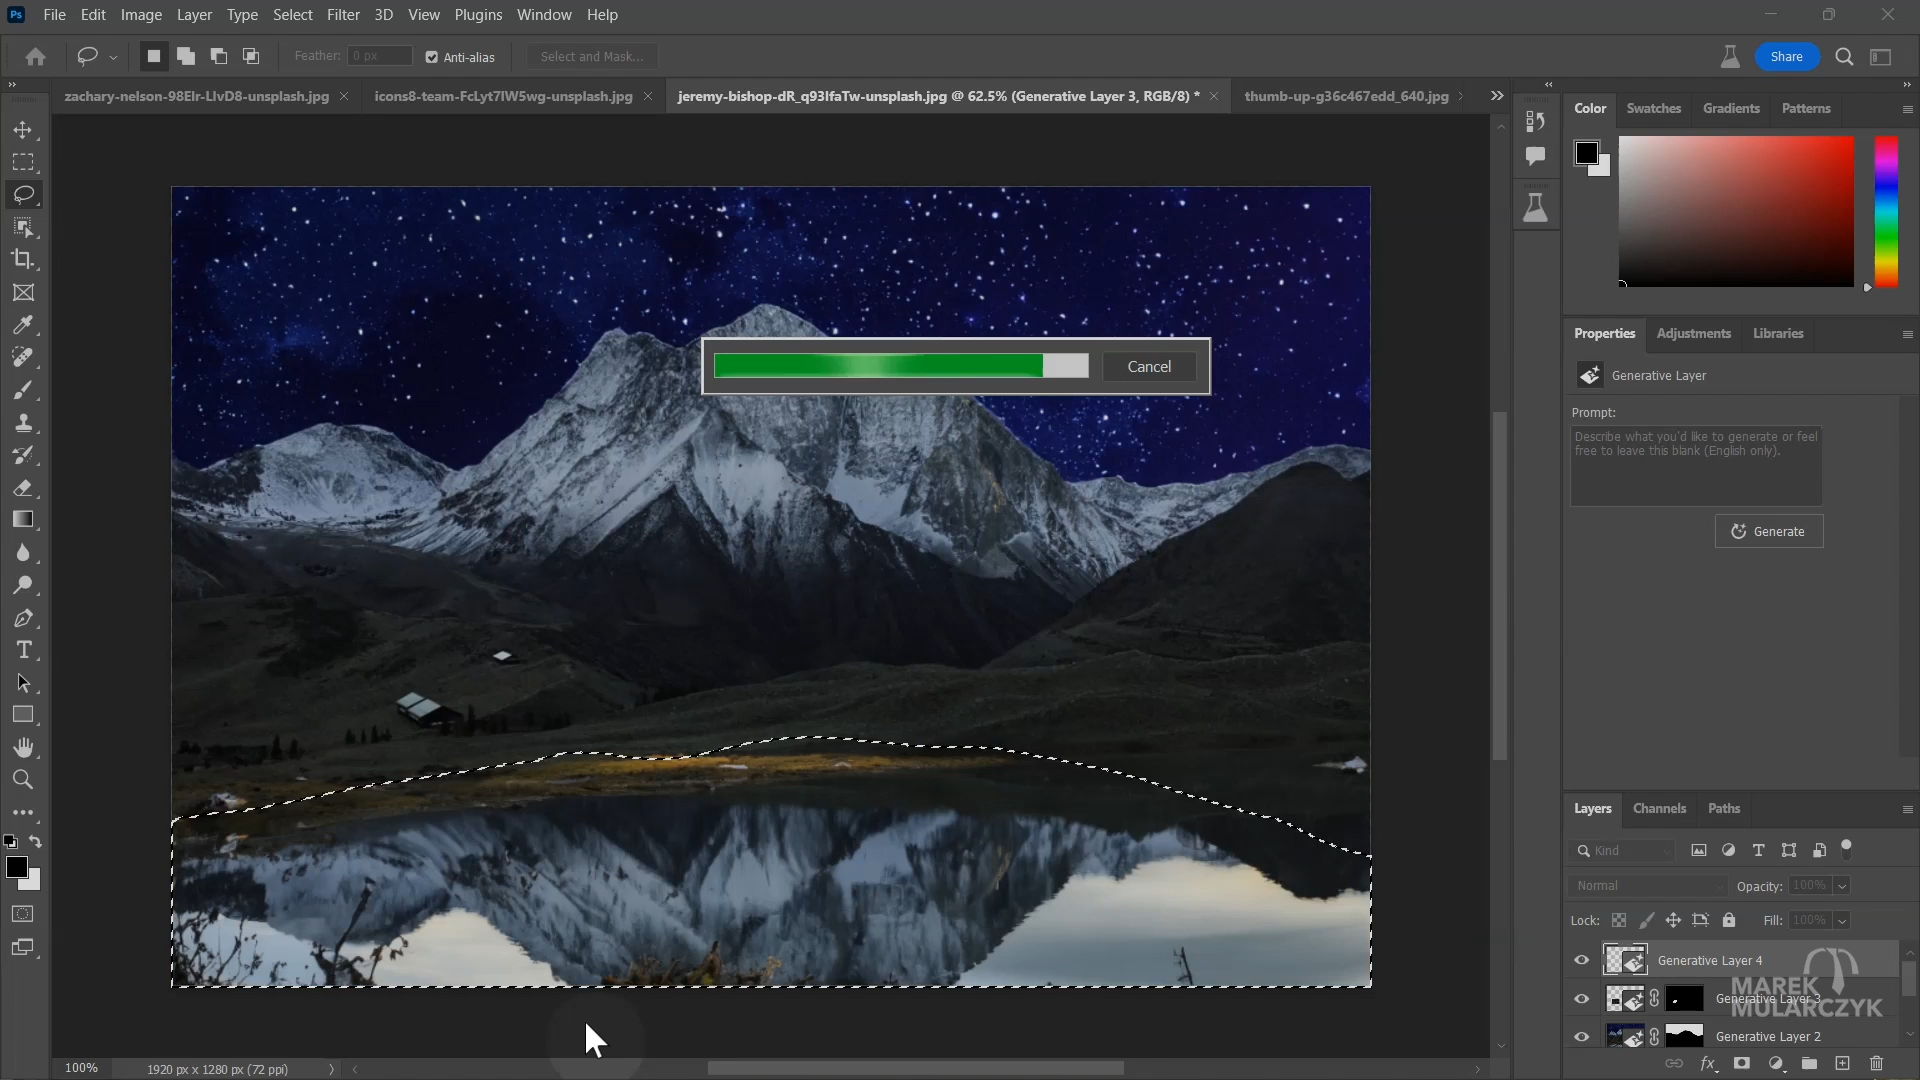 Ps File Edit Image Layer Type Select Filter 3D View Plugins Window Help
Feather: 0 px Anti-alias Select and Mask... Share
zachary-nelson-98Elr-LIvD8-unsplash.jpg icons8-team-FcLyt7lW5wg-unsplash.jpg jeremy-bishop-dR_q93lfaTw-unsplash.jpg @ 62.5% (Generative Layer 3, RGB/8) * thumb-up-g36c467edd_640.jpg
Color Swatches Gradients Patterns
Cancel
Properties Adjustments Libraries
Generative Layer
Prompt:
Describe what you'd like to generate or feel
free to leave this blank (English only).
Generate
Layers Channels Paths
Kind
Normal Opacity: 100%
Lock: Fill: 100%
Generative Layer 4
Generative Layer 3
Generative Layer 2
MAREK
MULARCZYK
100% 1920 px x 1280 px (72 ppi)
fx